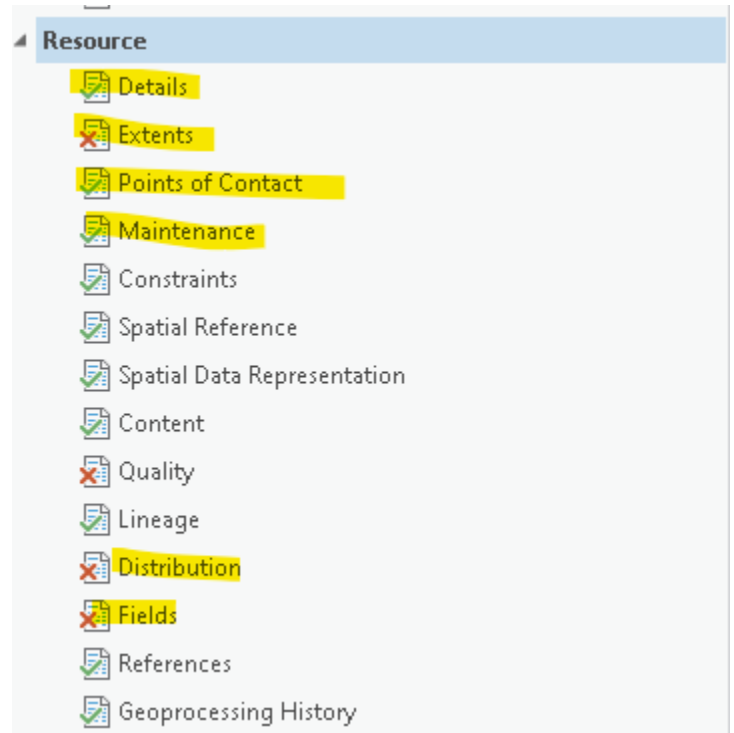 Resource
Details
Extents
Points of Contact
Maintenance
Constraints
Spatial Reference
Spatial Data Representation
Content
Quality
Lineage
Distribution
Fields
References
Geoprocessing History